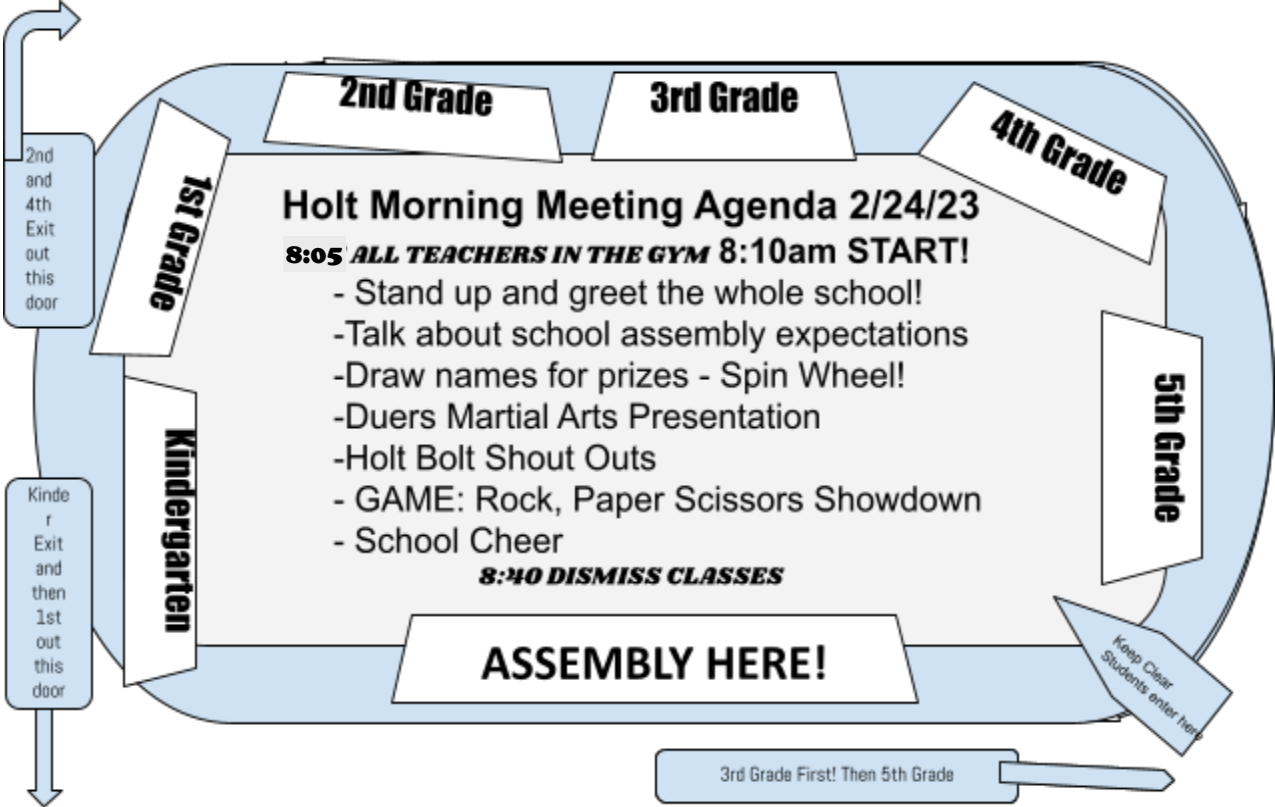 2nd Grade
3rd Grade
4th Grade
1st Grade
2nd
and
4th
Exit
out
this
door
Holt Morning Meeting Agenda 2/24/23
8:05 ALL TEACHERS IN THE GYM 8:10am START!
- Stand up and greet the whole school!
-Talk about school assembly expectations
-Draw names for prizes - Spin Wheel!
-Duers Martial Arts Presentation
-Holt Bolt Shout Outs
- GAME: Rock, Paper Scissors Showdown
- School Cheer
8:40 DISMISS CLASSES
5th Grade
Kindergarten
Kinde
r
Exit
and
then
1st
out
this
door
ASSEMBLY HERE!
Keep Clear
Students enter here
3rd Grade First! Then 5th Grade